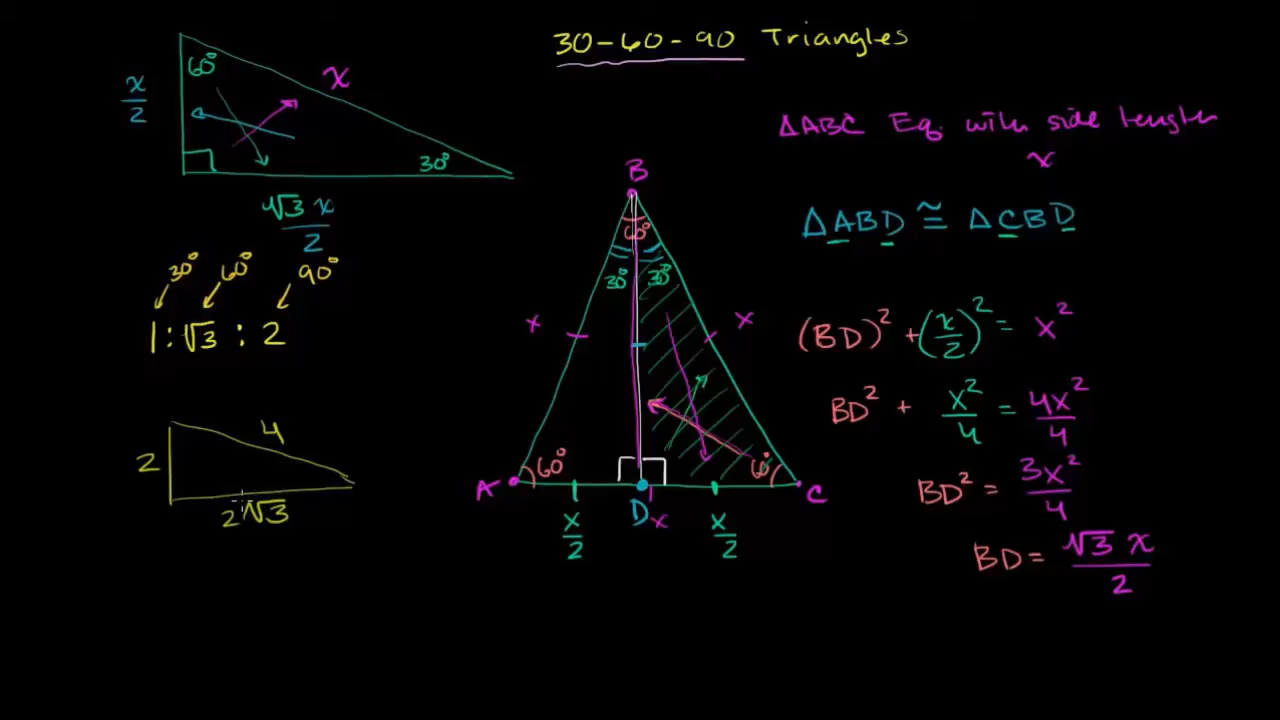 30-60-90 Triangles
60°
x
x/2
30°
√3 x/2
30° 60° 90°
1 : √3 : 2
4
2
2√3
B
60°
30° 30°
x x
60° 60°
A D C
x
x/2 x/2
ΔABC Eq. with side lengths
x
ΔABD ≅ ΔCBD
(BD)² + (x/2)² = x²
BD² + x²/4 = 4x²/4
BD² = 3x²/4
BD = √3 x/2